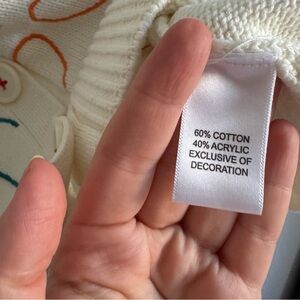 60% COTTON
40% ACRYLIC
EXCLUSIVE OF
DECORATION